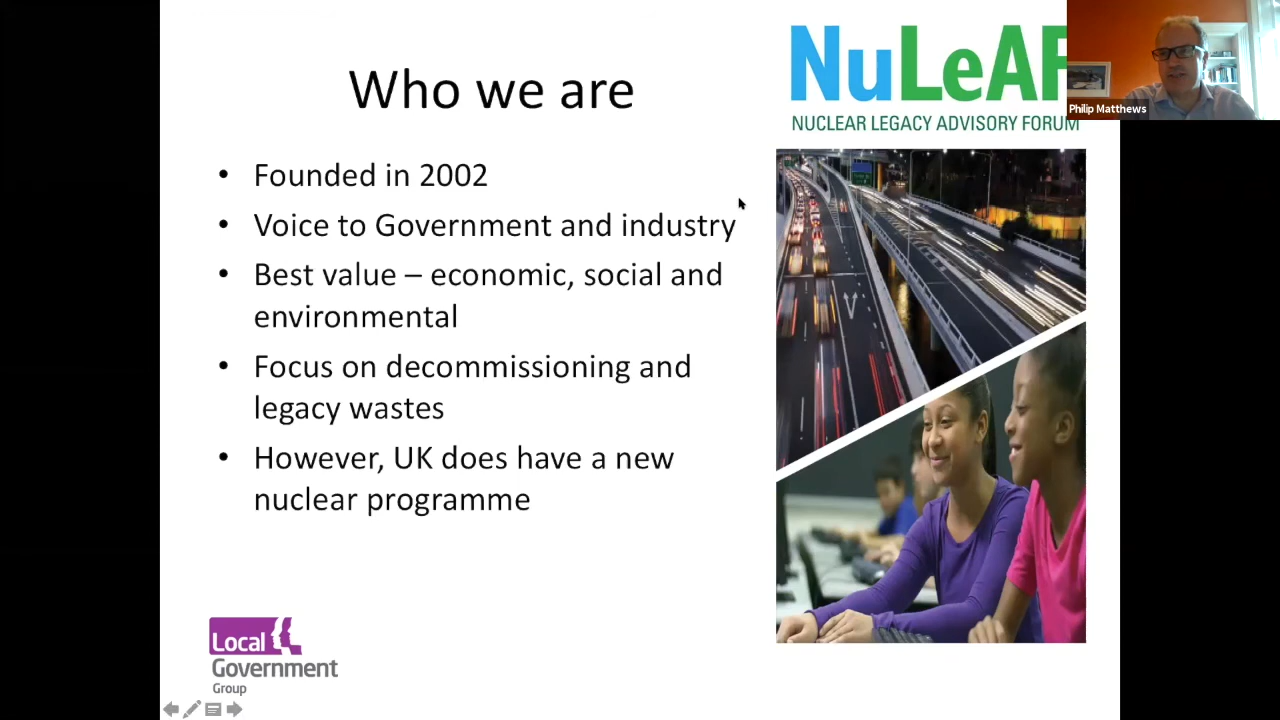 Who we are
NuLeAF
NUCLEAR LEGACY ADVISORY FORUM
Philip Matthews
• Founded in 2002
• Voice to Government and industry
• Best value – economic, social and
environmental
• Focus on decommissioning and
legacy wastes
• However, UK does have a new
nuclear programme
Local
Government
Group